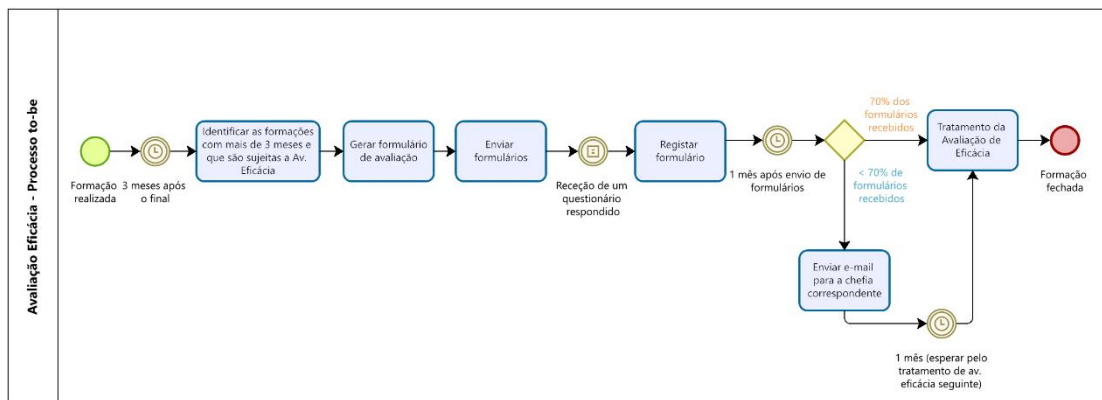 Avaliação Eficácia - Processo to-be
Formação
realizada
3 meses após
o final
Identificar as formações
com mais de 3 meses e
que são sujeitas a Av.
Eficácia
Gerar formulário
de avaliação
Enviar
formulários
Receção de um
questionário
respondido
Registar
formulário
1 mês após envio de
formulários
70% dos
formulários
recebidos
< 70% de
formulários
recebidos
Tratamento da
Avaliação de
Eficácia
Formação
fechada
Enviar e-mail
para a chefia
correspondente
1 mês (esperar pelo
tratamento de av.
eficácia seguinte)